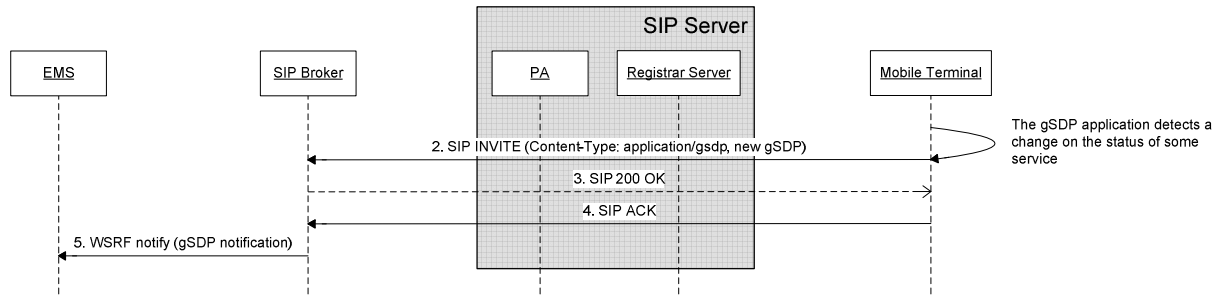 SIP Server
EMS
SIP Broker
PA
Registrar Server
Mobile Terminal
The gSDP application detects a
change on the status of some
service
2. SIP INVITE (Content-Type: application/gsdp, new gSDP)
3. SIP 200 OK
4. SIP ACK
5. WSRF notify (gSDP notification)